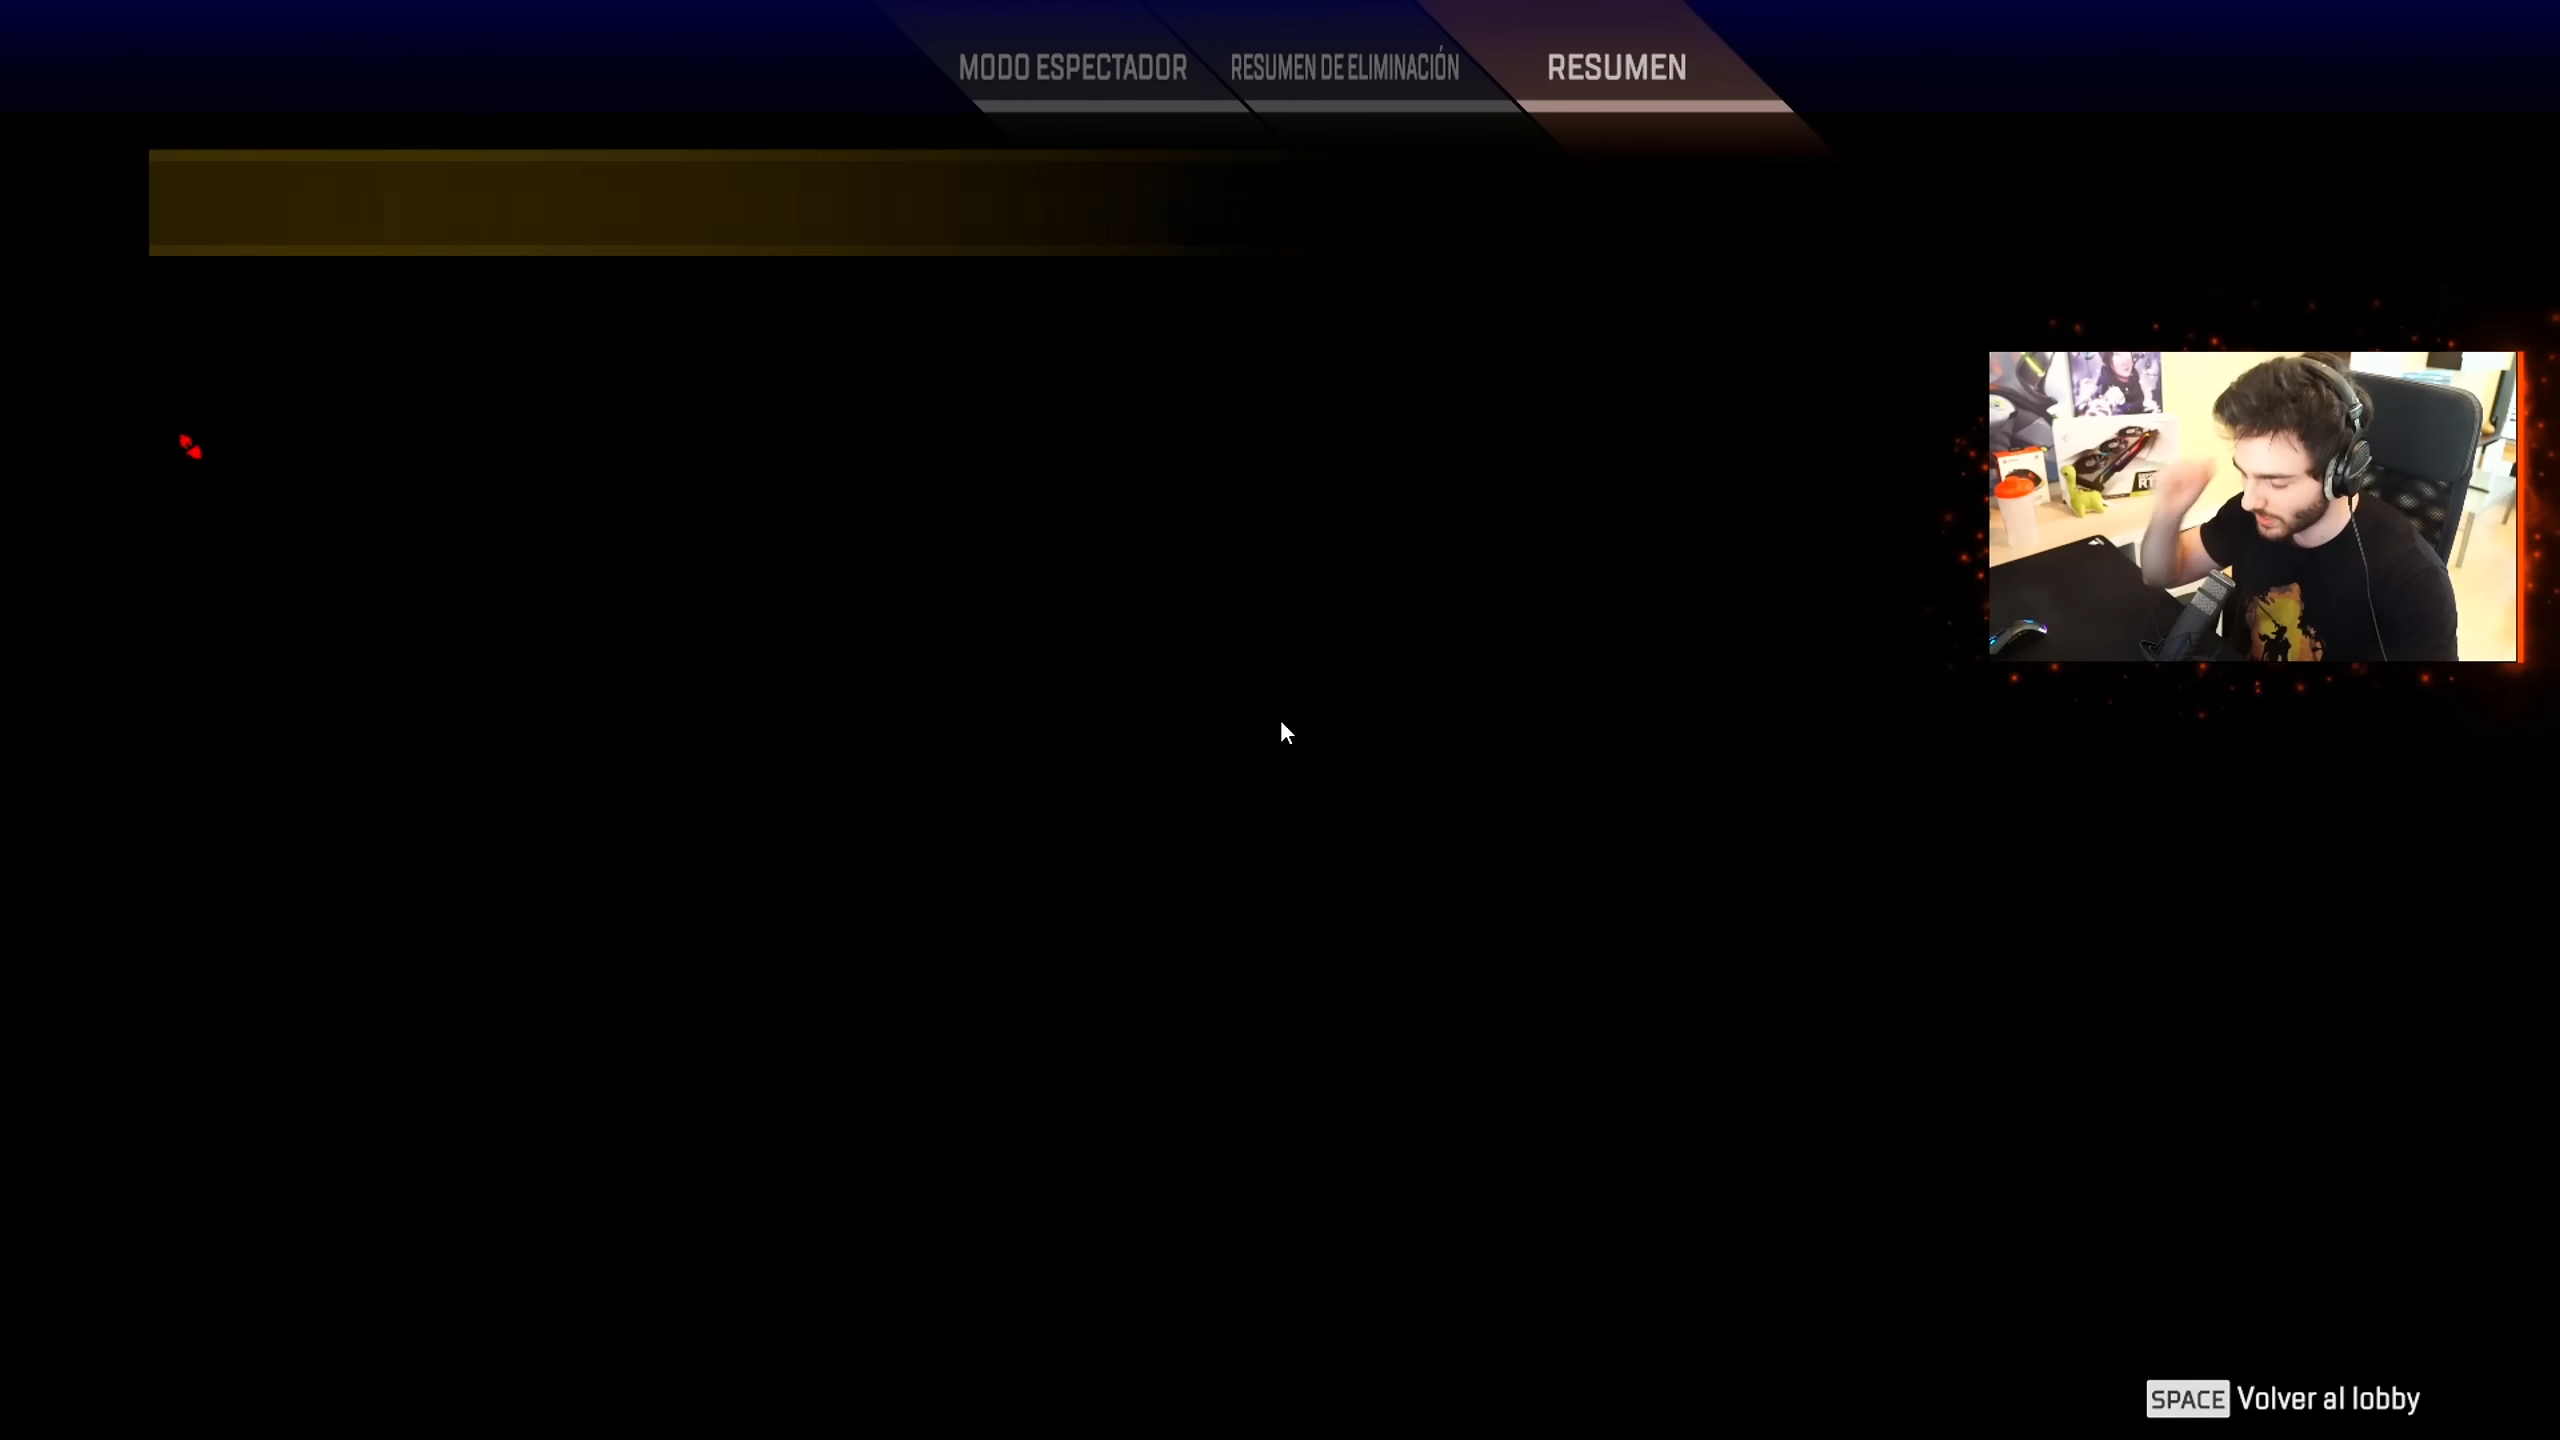 MODO ESPECTADOR
RESUMEN DE ELIMINACIÓN
RESUMEN
SPACE Volver al lobby